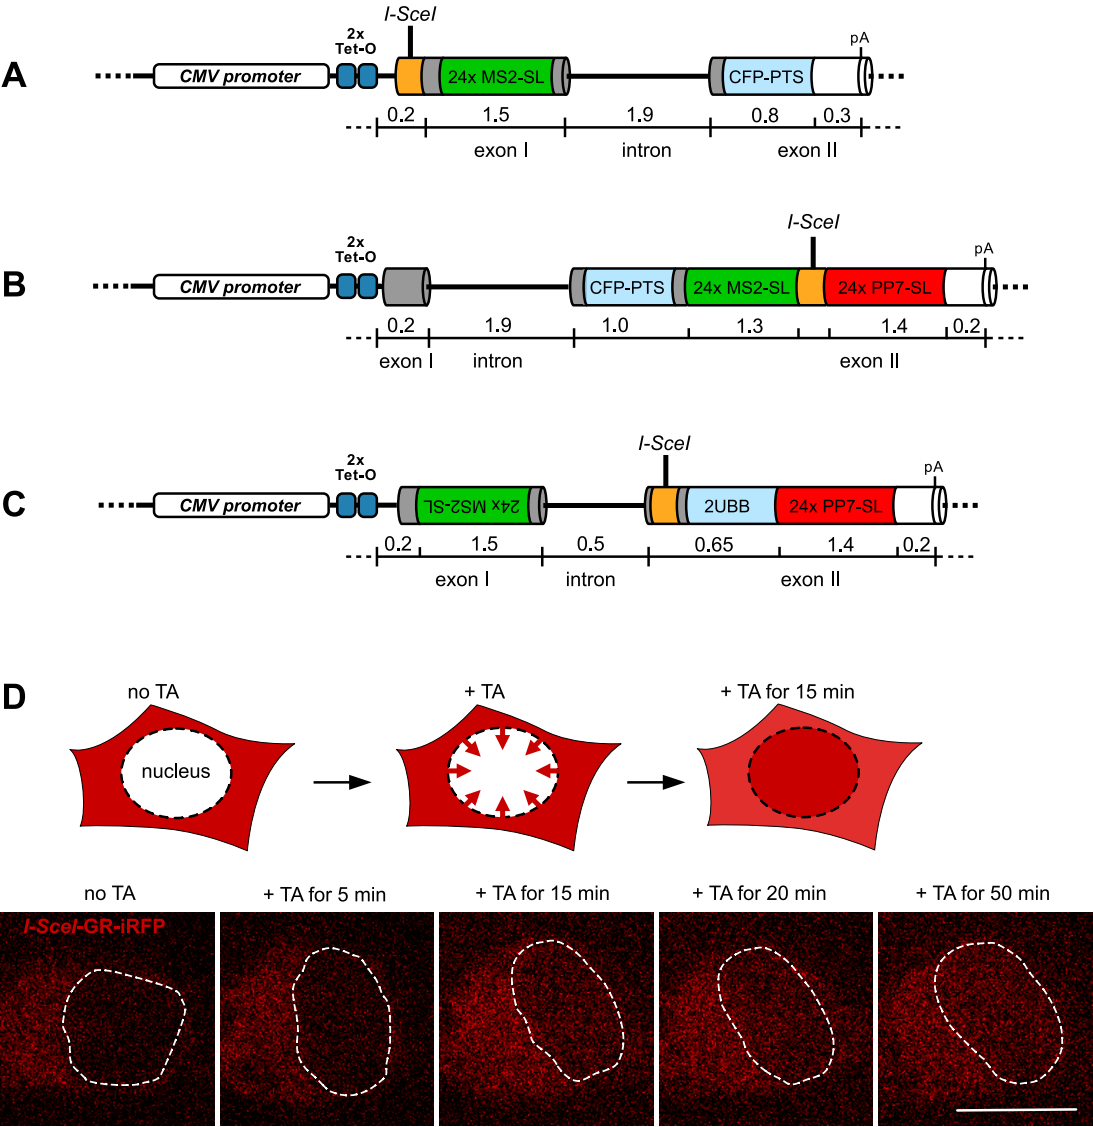 A
I-SceI
2x
Tet-O
CMV promoter
24x MS2-SL
CFP-PTS
pA
0.2 1.5 1.9 0.8 0.3
exon I intron exon II
B
I-SceI
2x
Tet-O
CMV promoter
CFP-PTS
24x MS2-SL
24x PP7-SL
pA
0.2 1.9 1.0 1.3 1.4 0.2
exon I intron exon II
C
I-SceI
2x
Tet-O
CMV promoter
24x MS2-SL
2UBB
24x PP7-SL
pA
0.2 1.5 0.5 0.65 1.4 0.2
exon I intron exon II
D
no TA + TA + TA for 15 min
nucleus
no TA + TA for 5 min + TA for 15 min + TA for 20 min + TA for 50 min
I-SceI-GR-iRFP